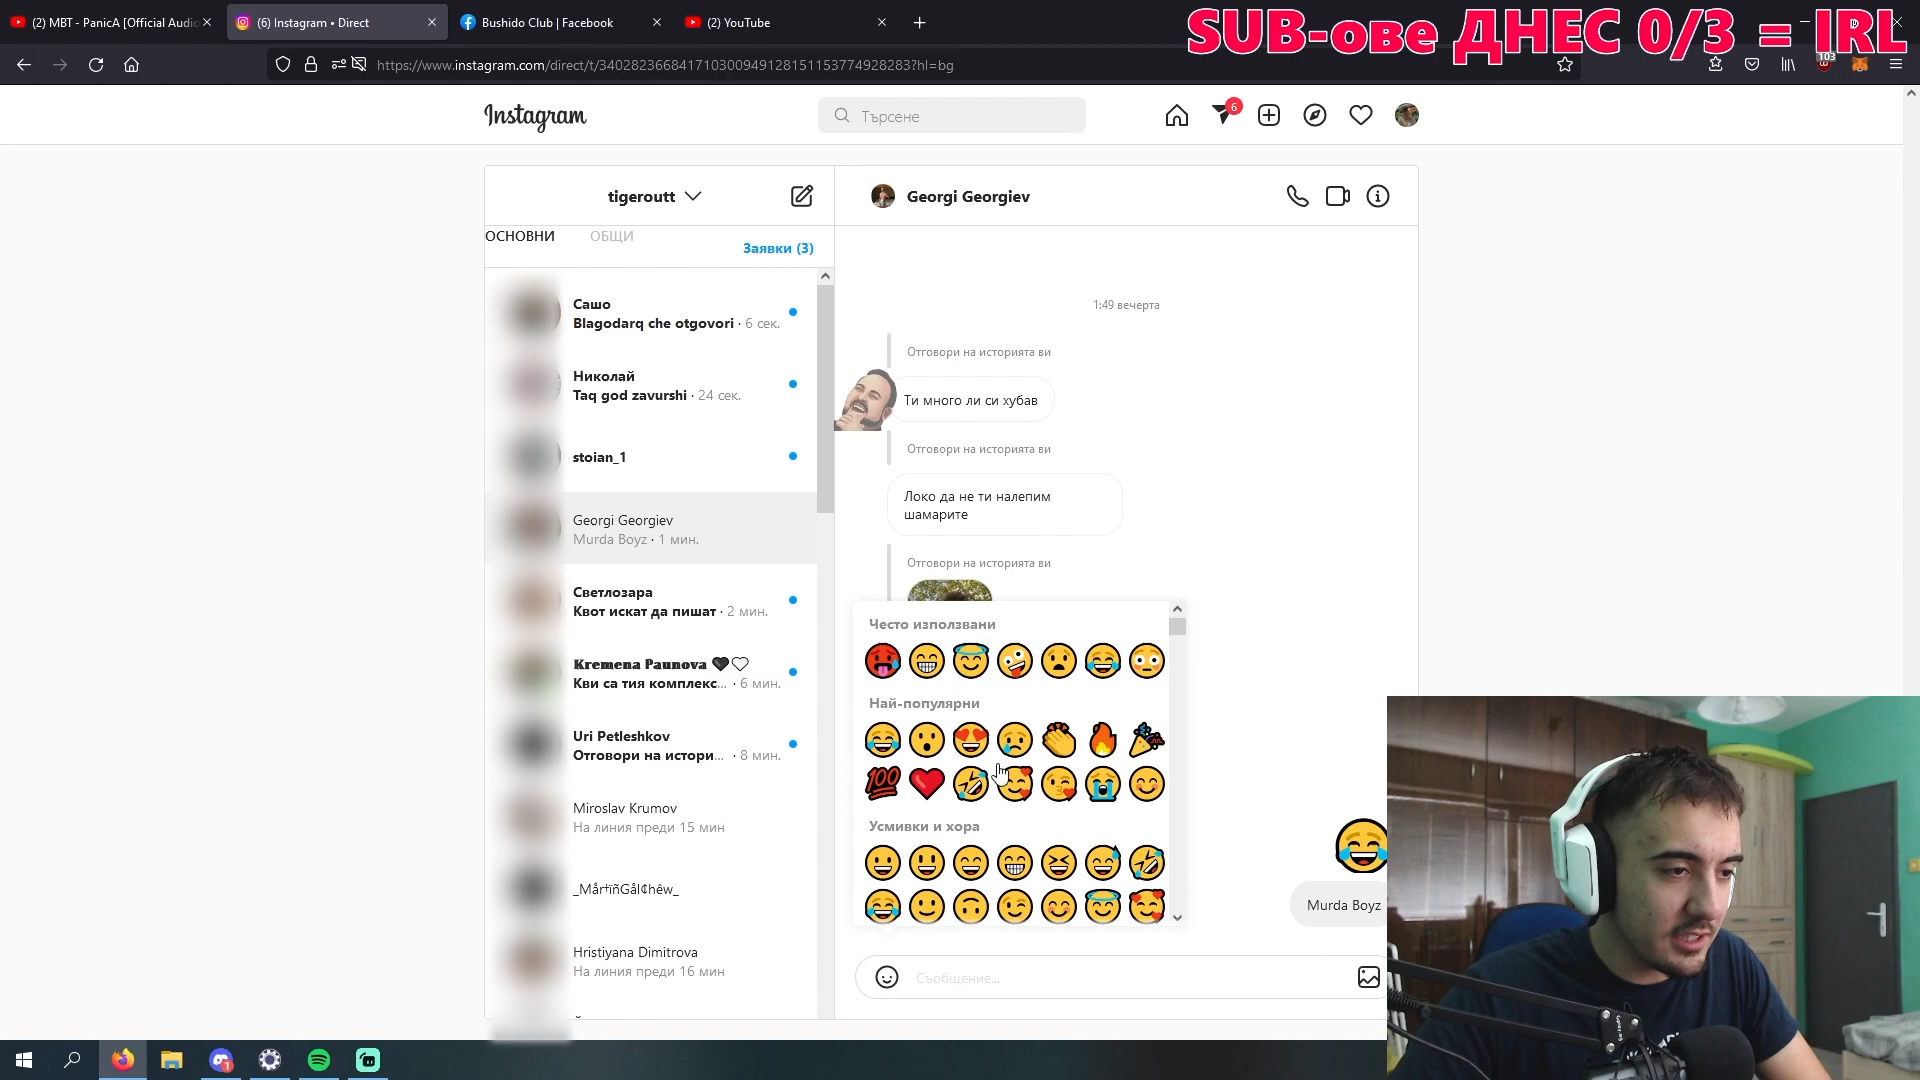 (2) MBT - PanicA [Official Audio
(6) Instagram • Direct
Bushido Club | Facebook
(2) YouTube
SUB-ове ДНЕС 0/3 = IRL
https://www.instagram.com/direct/t/340282366841710300949128151153774928283?hl=bg
103
Instagram
Търсене
6
tigeroutt
Georgi Georgiev
ОСНОВНИ
ОБЩИ
Заявки (3)
Сашо
Blagodarq che otgovori · 6 сек.
Николай
Taq god zavurshi · 24 сек.
stoian_1
Georgi Georgiev
Murda Boyz · 1 мин.
Светлозара
Квот искат да пишат · 2 мин.
𝕶𝖗𝖊𝖒𝖊𝖓𝖆 𝕻𝖆𝖚𝖓𝖔𝖛𝖆 🖤🤍
Кви са тия комплекс... · 6 мин.
Uri Petleshkov
Отговори на истори... · 8 мин.
Miroslav Krumov
На линия преди 15 мин
_MårƚïñGål¢hêw_
Hristiyana Dimitrova
На линия преди 16 мин
1:49 вечерта
Отговори на историята ви
Ти много ли си хубав
Отговори на историята ви
Локо да не ти налепим
шамарите
Отговори на историята ви
Често използвани
Най-популярни
100
Усмивки и хора
Murda Boyz
Съобщение...
1